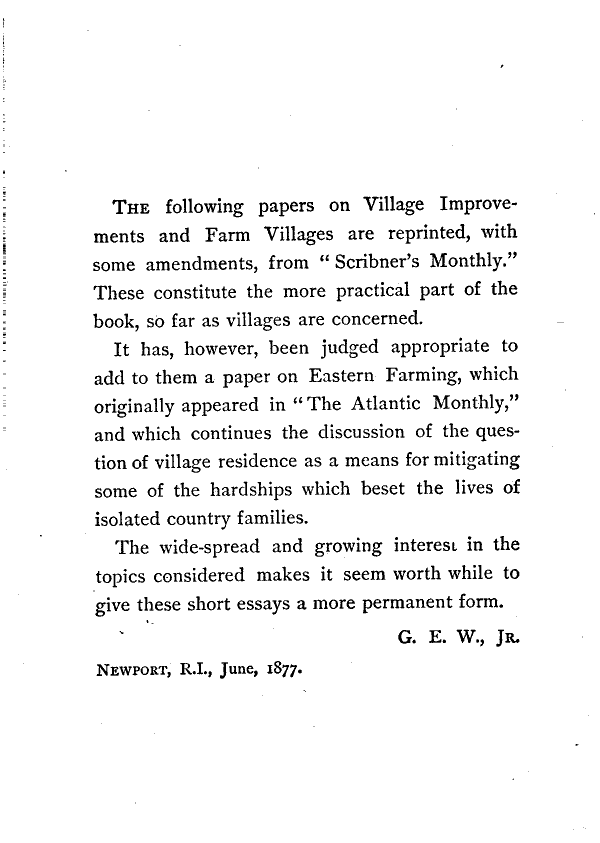 THE following papers on Village Improve-
ments and Farm Villages are reprinted, with
some amendments, from "Scribner's Monthly."
These constitute the more practical part of the
book, so far as villages are concerned.
It has, however, been judged appropriate to
add to them a paper on Eastern Farming, which
originally appeared in "The Atlantic Monthly,"
and which continues the discussion of the ques-
tion of village residence as a means for mitigating
some of the hardships which beset the lives of
isolated country families.
The wide-spread and growing interest in the
topics considered makes it seem worth while to
give these short essays a more permanent form.
G. E. W., JR.
NEWPORT, R.I., June, 1877.